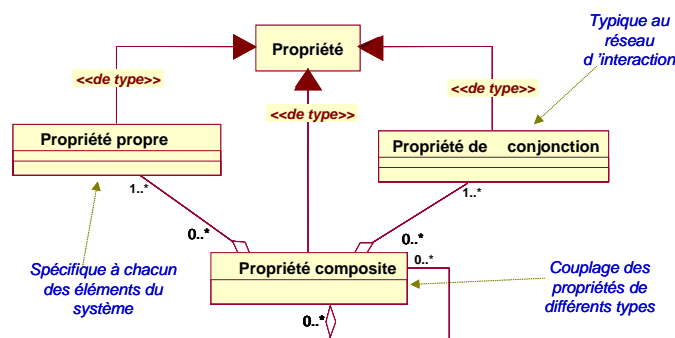 Typique au
réseau
d 'interaction
Propriété
<<de type>>
<<de type>>
<<de type>>
Propriété propre
Propriété de conjonction
1..*
1..*
0..*
0..*
Propriété composite
0..*
Spécifique à chacun
des éléments du
système
Couplage des
propriétés de
différents types
0..*